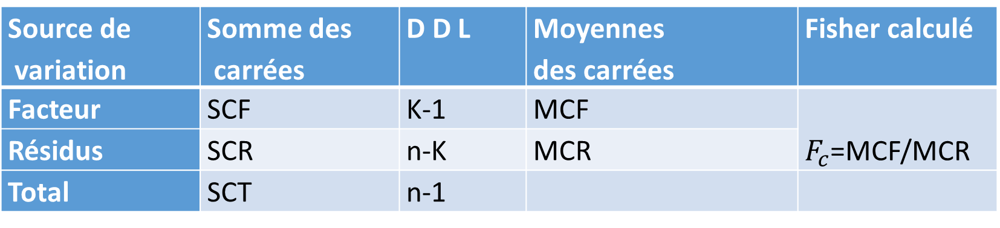 Source de variation | Somme des carrées | D D L | Moyennes des carrées | Fisher calculé
Facteur | SCF | K-1 | MCF
Résidus | SCR | n-K | MCR | F_c=MCF/MCR
Total | SCT | n-1